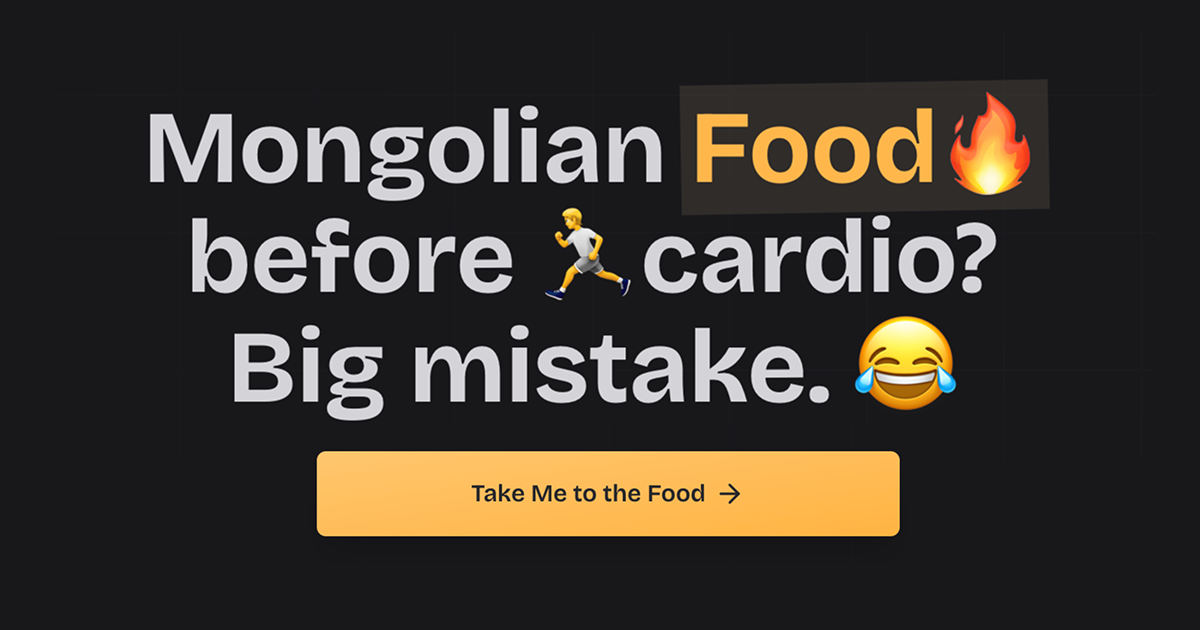 Mongolian Food🔥
before 🏃cardio?
Big mistake. 😂
Take Me to the Food →